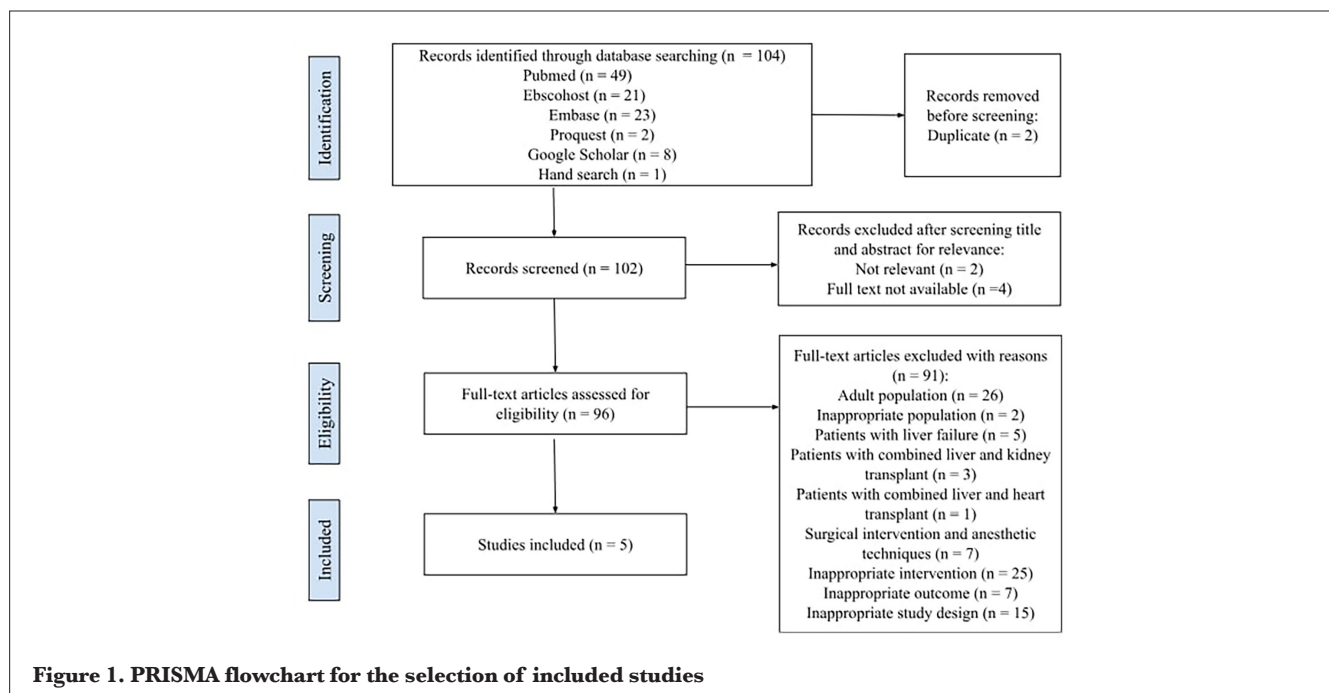 Identification
Records identified through database searching (n = 104)
Pubmed (n = 49)
Ebscohost (n = 21)
Embase (n = 23)
Proquest (n = 2)
Google Scholar (n = 8)
Hand search (n = 1)
Records removed
before screening:
Duplicate (n = 2)
Screening
Records screened (n = 102)
Records excluded after screening title
and abstract for relevance:
Not relevant (n = 2)
Full text not available (n =4)
Eligibility
Full-text articles assessed for
eligibility (n = 96)
Full-text articles excluded with reasons
(n = 91):
Adult population (n = 26)
Inappropriate population (n = 2)
Patients with liver failure (n = 5)
Patients with combined liver and kidney
transplant (n = 3)
Patients with combined liver and heart
transplant (n = 1)
Surgical intervention and anesthetic
techniques (n = 7)
Inappropriate intervention (n = 25)
Inappropriate outcome (n = 7)
Inappropriate study design (n = 15)
Included
Studies included (n = 5)
Figure 1. PRISMA flowchart for the selection of included studies